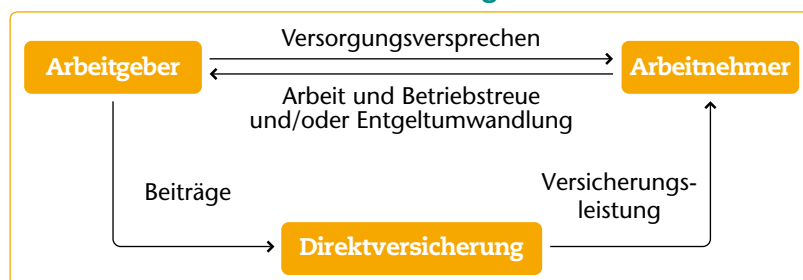 Versorgungsversprechen
Arbeitgeber
Arbeitnehmer
Arbeit und Betriebstreue
und/oder Entgeltumwandlung
Beiträge
Versicherungs-
leistung
Direktversicherung